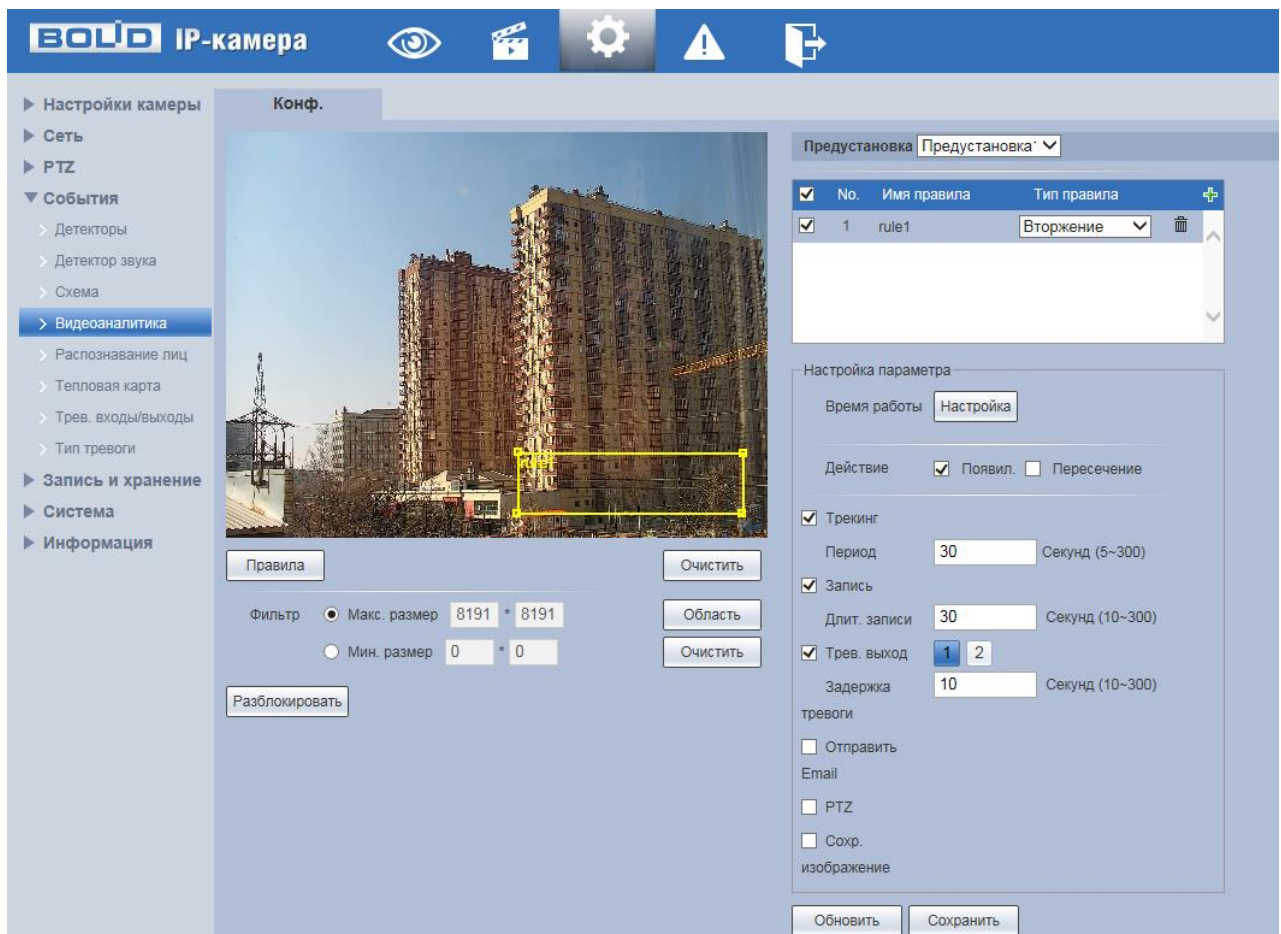 BOLID IP-камера
Настройки камеры
Сеть
PTZ
События
Детекторы
Детектор звука
Схема
Видеоаналитика
Распознавание лиц
Тепловая карта
Трев. входы/выходы
Тип тревоги
Запись и хранение
Система
Информация
Конф.
rule1
Правила
Очистить
Фильтр Макс. размер 8191 * 8191
Область
Мин. размер 0 * 0
Очистить
Разблокировать
Предустановка Предустановка1
No. Имя правила Тип правила
1 rule1 Вторжение
Настройка параметра
Время работы Настройка
Действие Появил. Пересечение
Трекинг
Период 30 Секунд (5~300)
Запись
Длит. записи 30 Секунд (10~300)
Трев. выход 1 2
Задержка 10 Секунд (10~300)
тревоги
Отправить
Email
PTZ
Сохр.
изображение
Обновить Сохранить